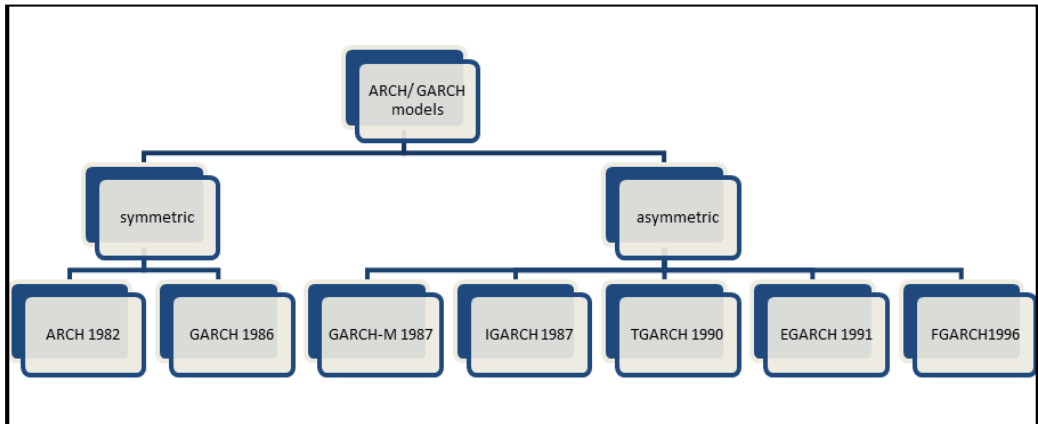 ARCH/ GARCH
models
symmetric
asymmetric
ARCH 1982
GARCH 1986
GARCH-M 1987
IGARCH 1987
TGARCH 1990
EGARCH 1991
FGARCH1996